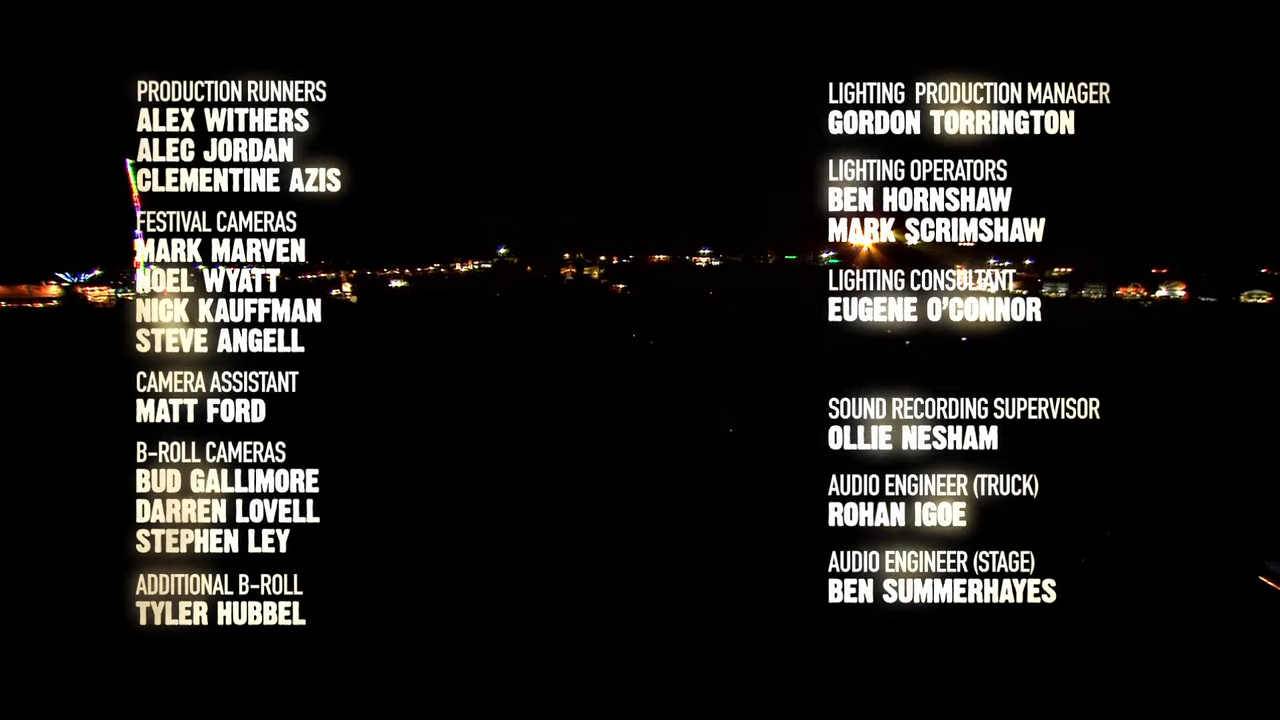 PRODUCTION RUNNERS
ALEX WITHERS
ALEC JORDAN
CLEMENTINE AZIS
FESTIVAL CAMERAS
MARK MARVEN
NOEL WYATT
NICK KAUFFMAN
STEVE ANGELL
CAMERA ASSISTANT
MATT FORD
B-ROLL CAMERAS
BUD GALLIMORE
DARREN LOVELL
STEPHEN LEY
ADDITIONAL B-ROLL
TYLER HUBBEL
LIGHTING PRODUCTION MANAGER
GORDON TORRINGTON
LIGHTING OPERATORS
BEN HORNSHAW
MARK SCRIMSHAW
LIGHTING CONSULTANT
EUGENE O'CONNOR
SOUND RECORDING SUPERVISOR
OLLIE NESHAM
AUDIO ENGINEER (TRUCK)
ROHAN IGOE
AUDIO ENGINEER (STAGE)
BEN SUMMERHAYES